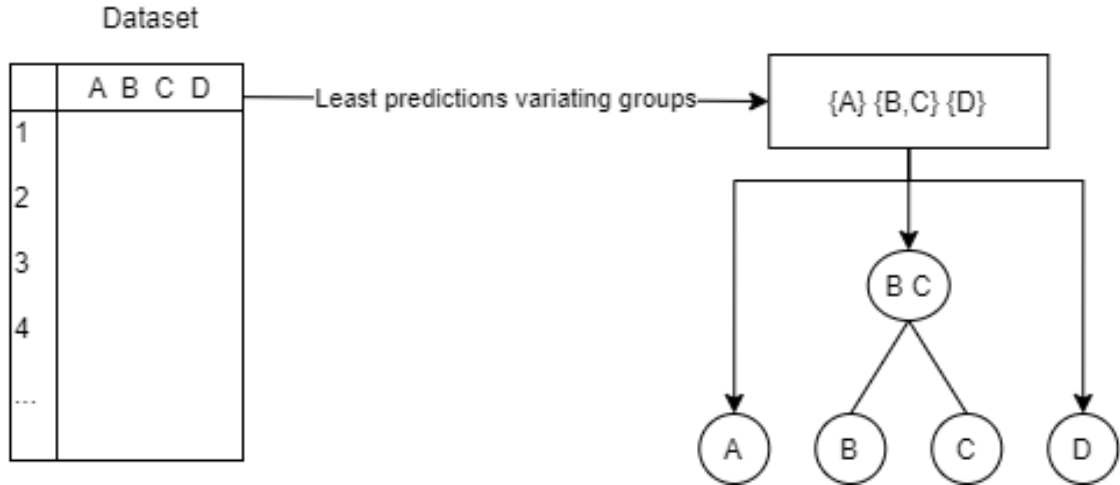 Dataset
A B C D
Least predictions variating groups
{A} {B,C} {D}
1
2
3
B C
4
...
A
B
C
D